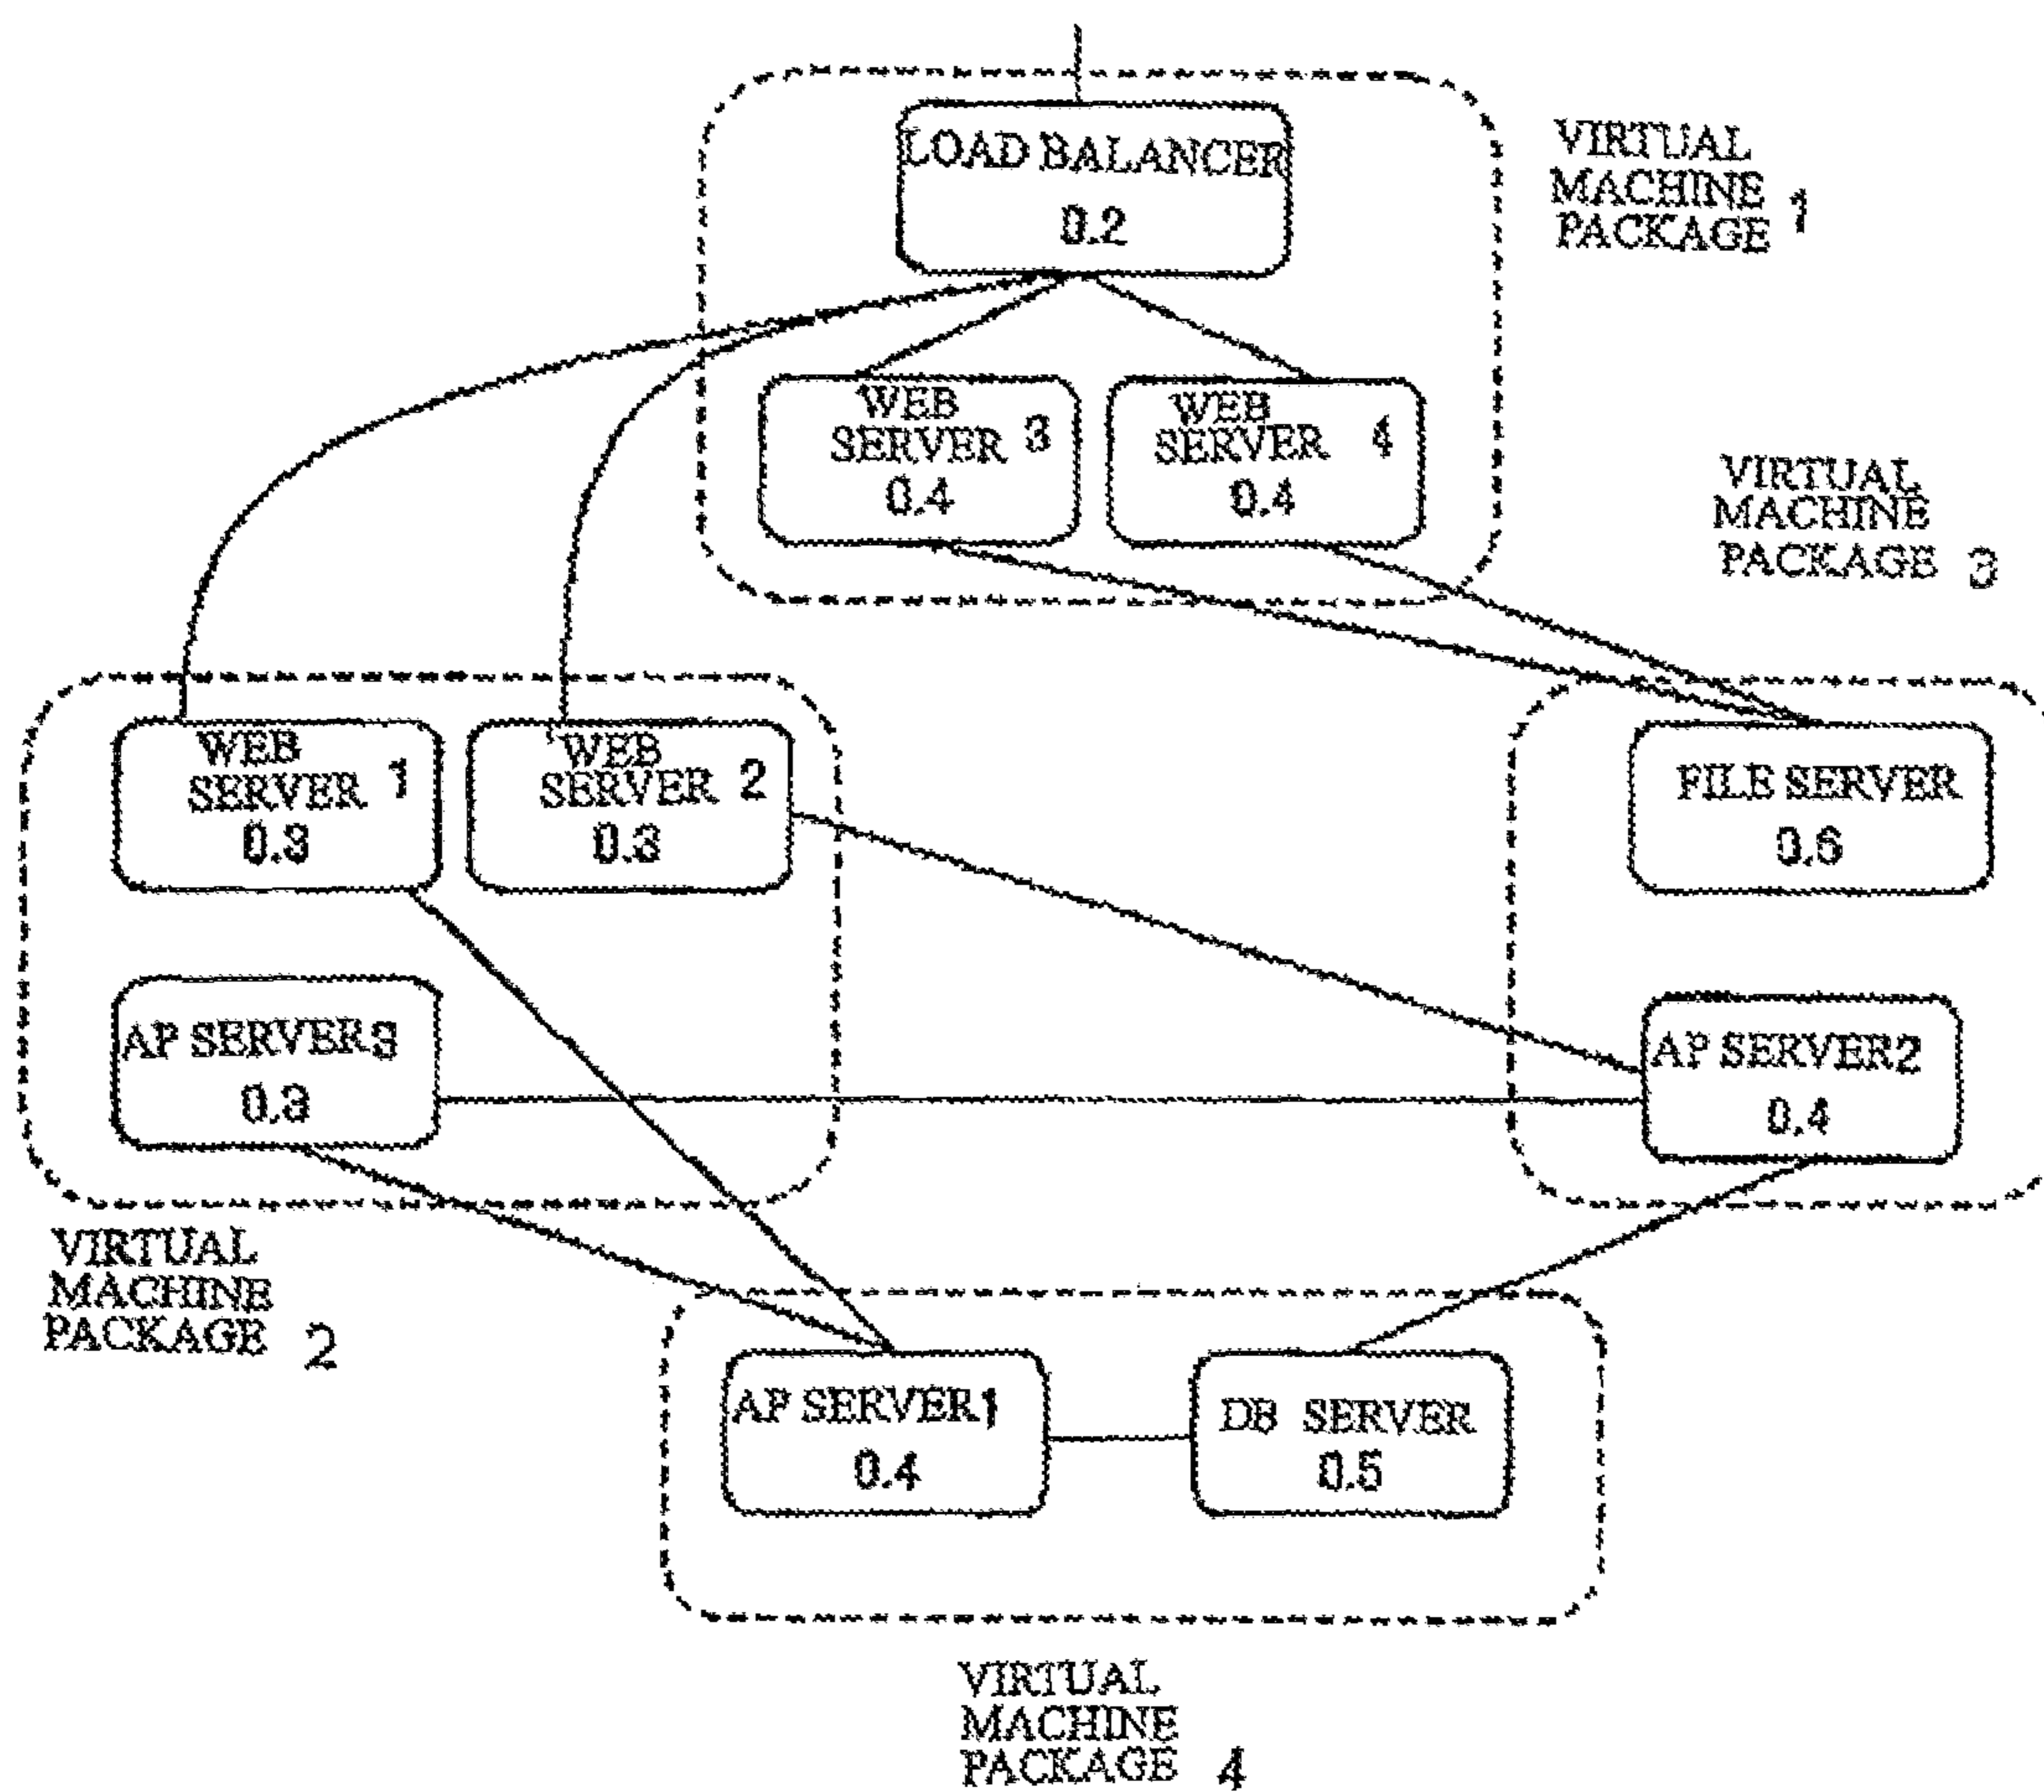 LOAD BALANCER
0.2
VIRTUAL
MACHINE
PACKAGE 1
WEB
SERVER 3
0.4
WEB
SERVER 4
0.4
VIRTUAL
MACHINE
PACKAGE 3
WEB
SERVER 1
0.3
WEB
SERVER 2
0.3
FILE SERVER
0.6
AP SERVER3
0.3
AP SERVER2
0.4
VIRTUAL
MACHINE
PACKAGE 2
AP SERVER1
0.4
DB SERVER
0.5
VIRTUAL
MACHINE
PACKAGE 4